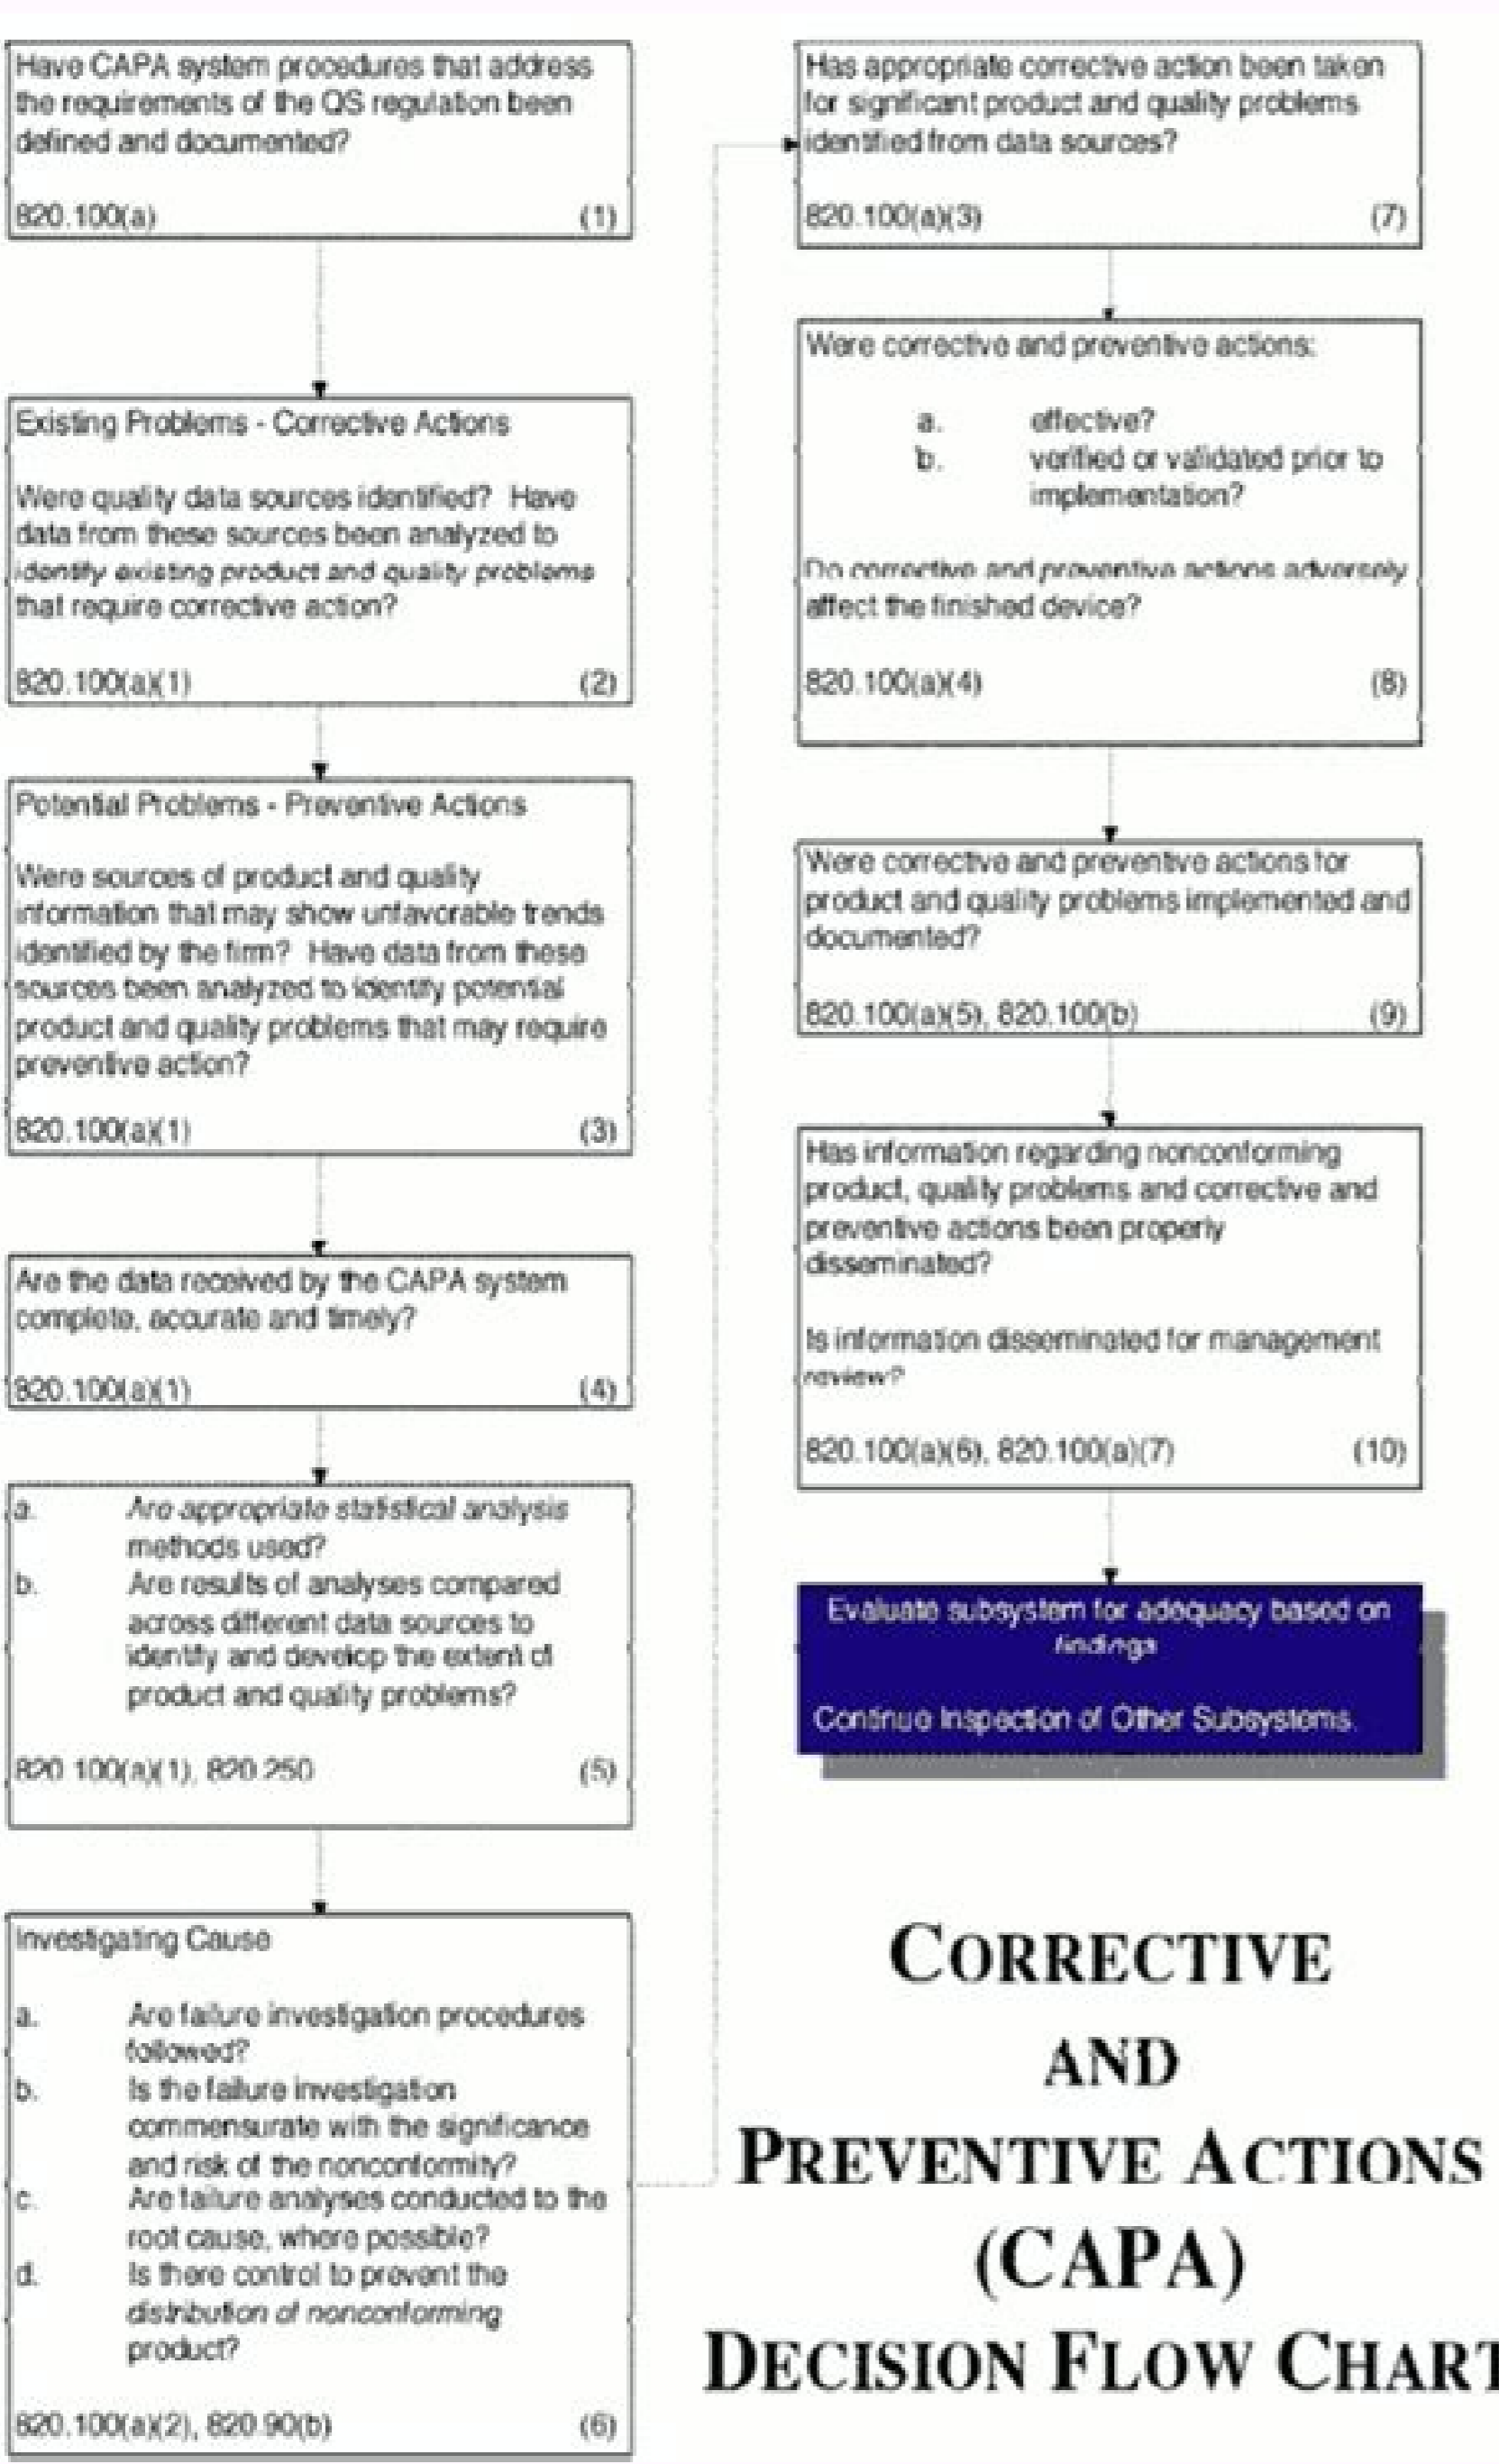 Have CAPA system procedures that address
the requirements of the QS regulation been
defined and documented?
820.100(a) (1)
Existing Problems - Corrective Actions
Were quality data sources identified? Have
data from these sources been analyzed to
identify existing product and quality problems
that require corrective action?
820.100(a)(1) (2)
Potential Problems - Preventive Actions
Were sources of product and quality
information that may show unfavorable trends
identified by the firm? Have data from these
sources been analyzed to identify potential
product and quality problems that may require
preventive action?
820.100(a)(1) (3)
Are the data received by the CAPA system
complete, accurate and timely?
820.100(a)(1) (4)
a. Are appropriate statistical analysis
methods used?
b. Are results of analyses compared
across different data sources to
identify and develop the extent of
product and quality problems?
820.100(a)(1), 820.250 (5)
Investigating Cause
a. Are failure investigation procedures
followed?
b. Is the failure investigation
commensurate with the significance
and risk of the nonconformity?
c. Are failure analyses conducted to the
root cause, where possible?
d. Is there control to prevent the
distribution of nonconforming
product?
820.100(a)(2), 820.90(b) (6)
Has appropriate corrective action been taken
for significant product and quality problems
identified from data sources?
820.100(a)(3) (7)
Were corrective and preventive actions:
a. effective?
b. verified or validated prior to
implementation?
Do corrective and preventive actions adversely
affect the finished device?
820.100(a)(4) (8)
Were corrective and preventive actions for
product and quality problems implemented and
documented?
820.100(a)(5), 820.100(b) (9)
Has information regarding nonconforming
product, quality problems and corrective and
preventive actions been properly
disseminated?
Is information disseminated for management
review?
820.100(a)(6), 820.100(a)(7) (10)
Evaluate subsystem for adequacy based on
findings
Continue Inspection of Other Subsystems.
CORRECTIVE
AND
PREVENTIVE ACTIONS
(CAPA)
DECISION FLOW CHART